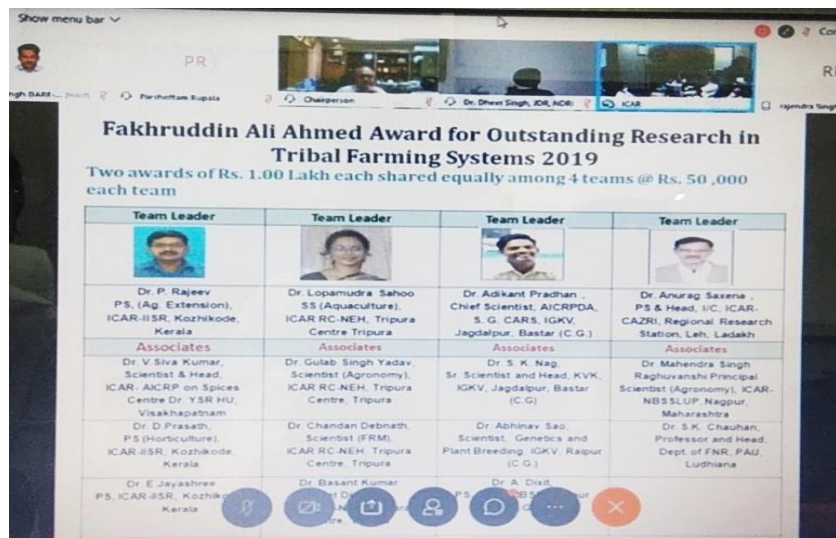 Show menu bar
Con
PR
Parshottam Rupala
Chairperson
Dr. Dheer Singh, JDR, NDRI
ICAR
rajendra Singh
Fakhruddin Ali Ahmed Award for Outstanding Research in
Tribal Farming Systems 2019
Two awards of Rs. 1.00 Lakh each shared equally among 4 teams @ Rs. 50 ,000
each team
Team Leader
Dr. P. Rajeev
PS, (Ag. Extension),
ICAR-IISR, Kozhikode,
Kerala
Associates
Dr. V.Siva Kumar,
Scientist & Head,
ICAR- AICRP on Spices
Centre Dr. YSR HU,
Visakhapatnam
Dr. D.Prasath,
PS (Horticulture),
ICAR-IISR, Kozhikode,
Kerala
Dr. E Jayashree
PS, ICAR-IISR, Kozhik
Kerala
Team Leader
Dr. Lopamudra Sahoo
SS (Aquaculture),
ICAR RC-NEH, Tripura
Centre Tripura
Associates
Dr. Gulab Singh Yadav,
Scientist (Agronomy),
ICAR RC-NEH, Tripura
Centre, Tripura
Dr. Chandan Debnath,
Scientist (FRM),
ICAR RC-NEH, Tripura
Centre, Tripura
Dr. Basant Kumar
Team Leader
Dr. Adikant Pradhan ,
Chief Scientist, AICRPDA,
S. G. CARS, IGKV,
Jagdalpur, Bastar (C.G.)
Associates
Dr. S. K. Nag,
Sr. Scientist and Head, KVK,
IGKV, Jagdalpur, Bastar
(C.G)
Dr. Abhinav Sao,
Scientist, Genetics and
Plant Breeding, IGKV, Raipur
(C.G.)
Dr. A. Dixit,
PS
Team Leader
Dr. Anurag Saxena ,
PS & Head, I/C, ICAR-
CAZRI, Regional Research
Station, Leh, Ladakh
Associates
Dr. Mahendra Singh
Raghuvanshi Principal
Scientist (Agronomy), ICAR-
NBSSLUP, Nagpur,
Maharashtra
Dr. S.K. Chauhan,
Professor and Head,
Dept. of FNR, PAU,
Ludhiana